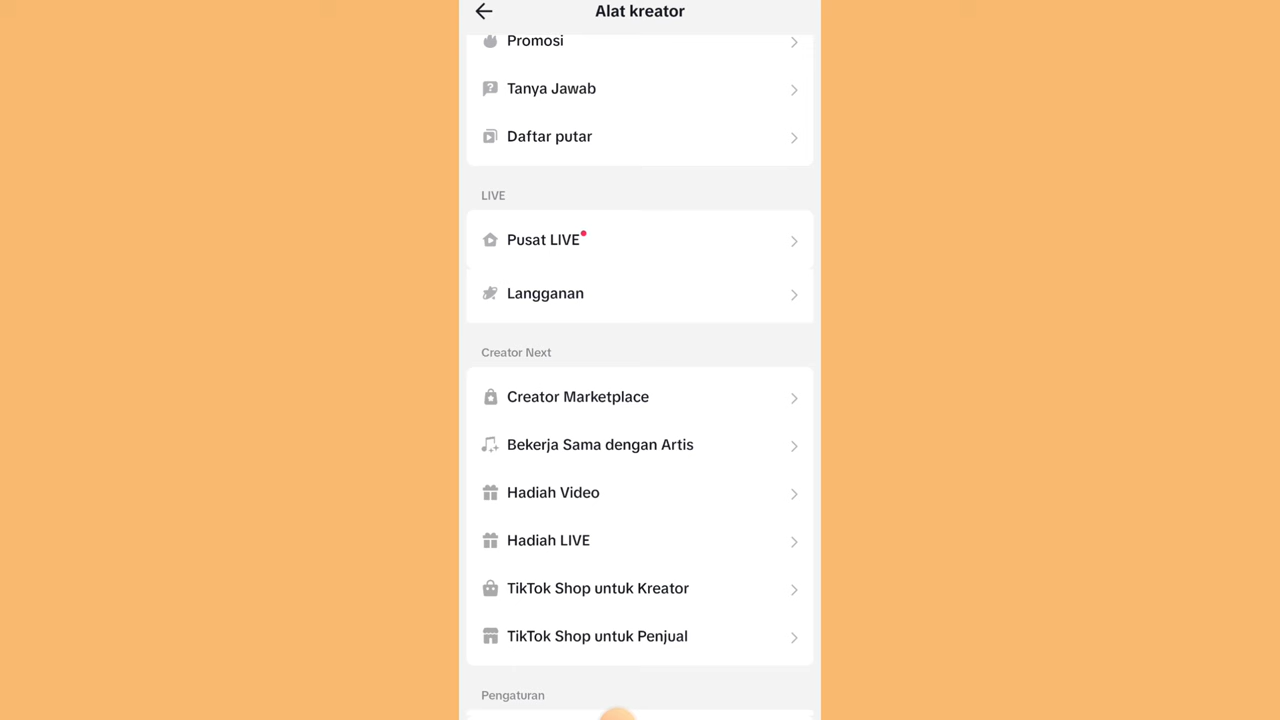 Alat kreator
Promosi
Tanya Jawab
Daftar putar
LIVE
Pusat LIVE
Langganan
Creator Next
Creator Marketplace
Bekerja Sama dengan Artis
Hadiah Video
Hadiah LIVE
TikTok Shop untuk Kreator
TikTok Shop untuk Penjual
Pengaturan